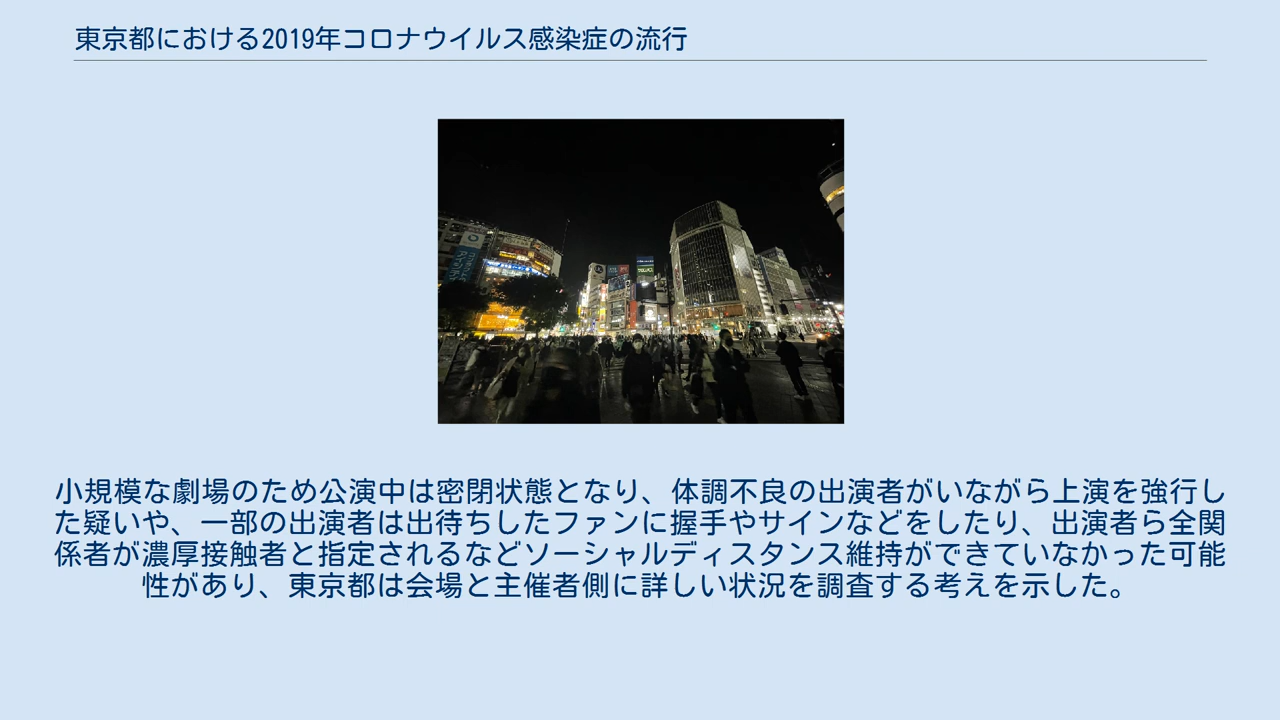 東京都における2019年コロナウイルス感染症の流行
小規模な劇場のため公演中は密閉状態となり、体調不良の出演者がいながら上演を強行し
た疑いや、一部の出演者は出待ちしたファンに握手やサインなどをしたり、出演者ら全関
係者が濃厚接触者と指定されるなどソーシャルディスタンス維持ができていなかった可能
性があり、東京都は会場と主催者側に詳しい状況を調査する考えを示した。